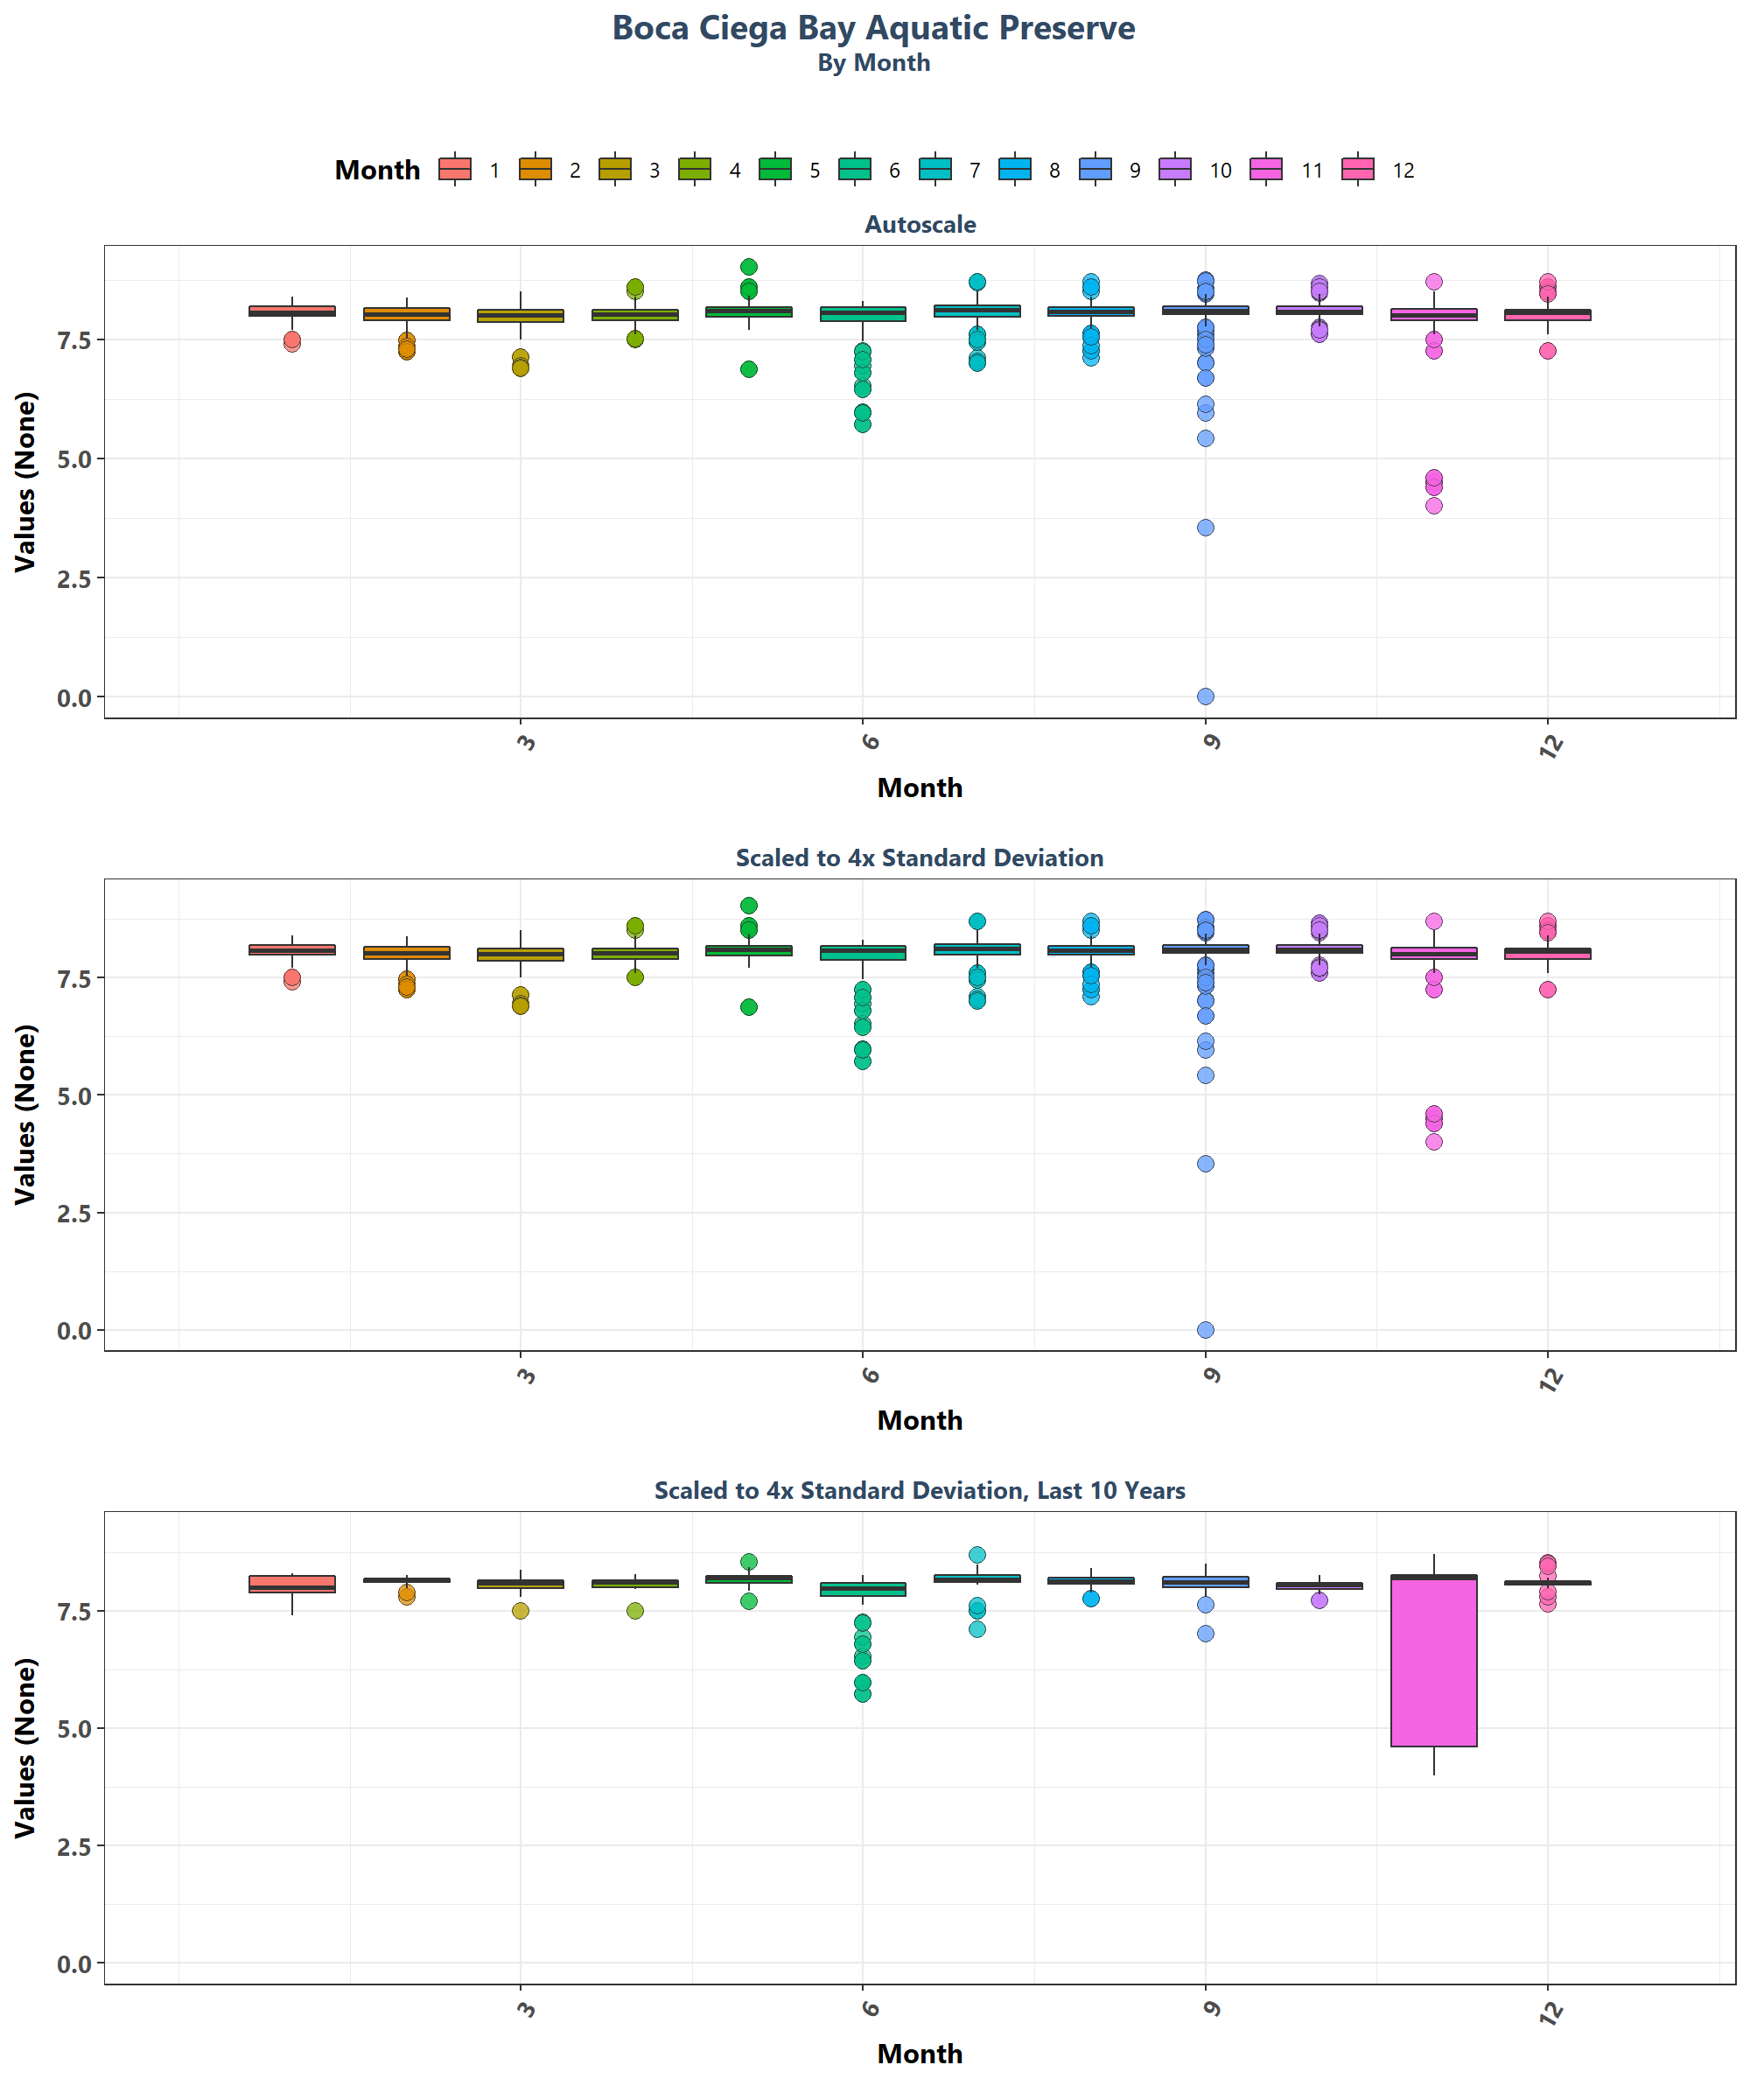 Boca Ciega Bay Aquatic Preserve
By Month
Month 1 2 3 4 5 6 7 8 9 10 11 12
Autoscale
Values (None)
7.5
5.0
2.5
0.0
3 6 9 12
Month
Scaled to 4x Standard Deviation
Values (None)
7.5
5.0
2.5
0.0
3 6 9 12
Month
Scaled to 4x Standard Deviation, Last 10 Years
Values (None)
7.5
5.0
2.5
0.0
3 6 9 12
Month